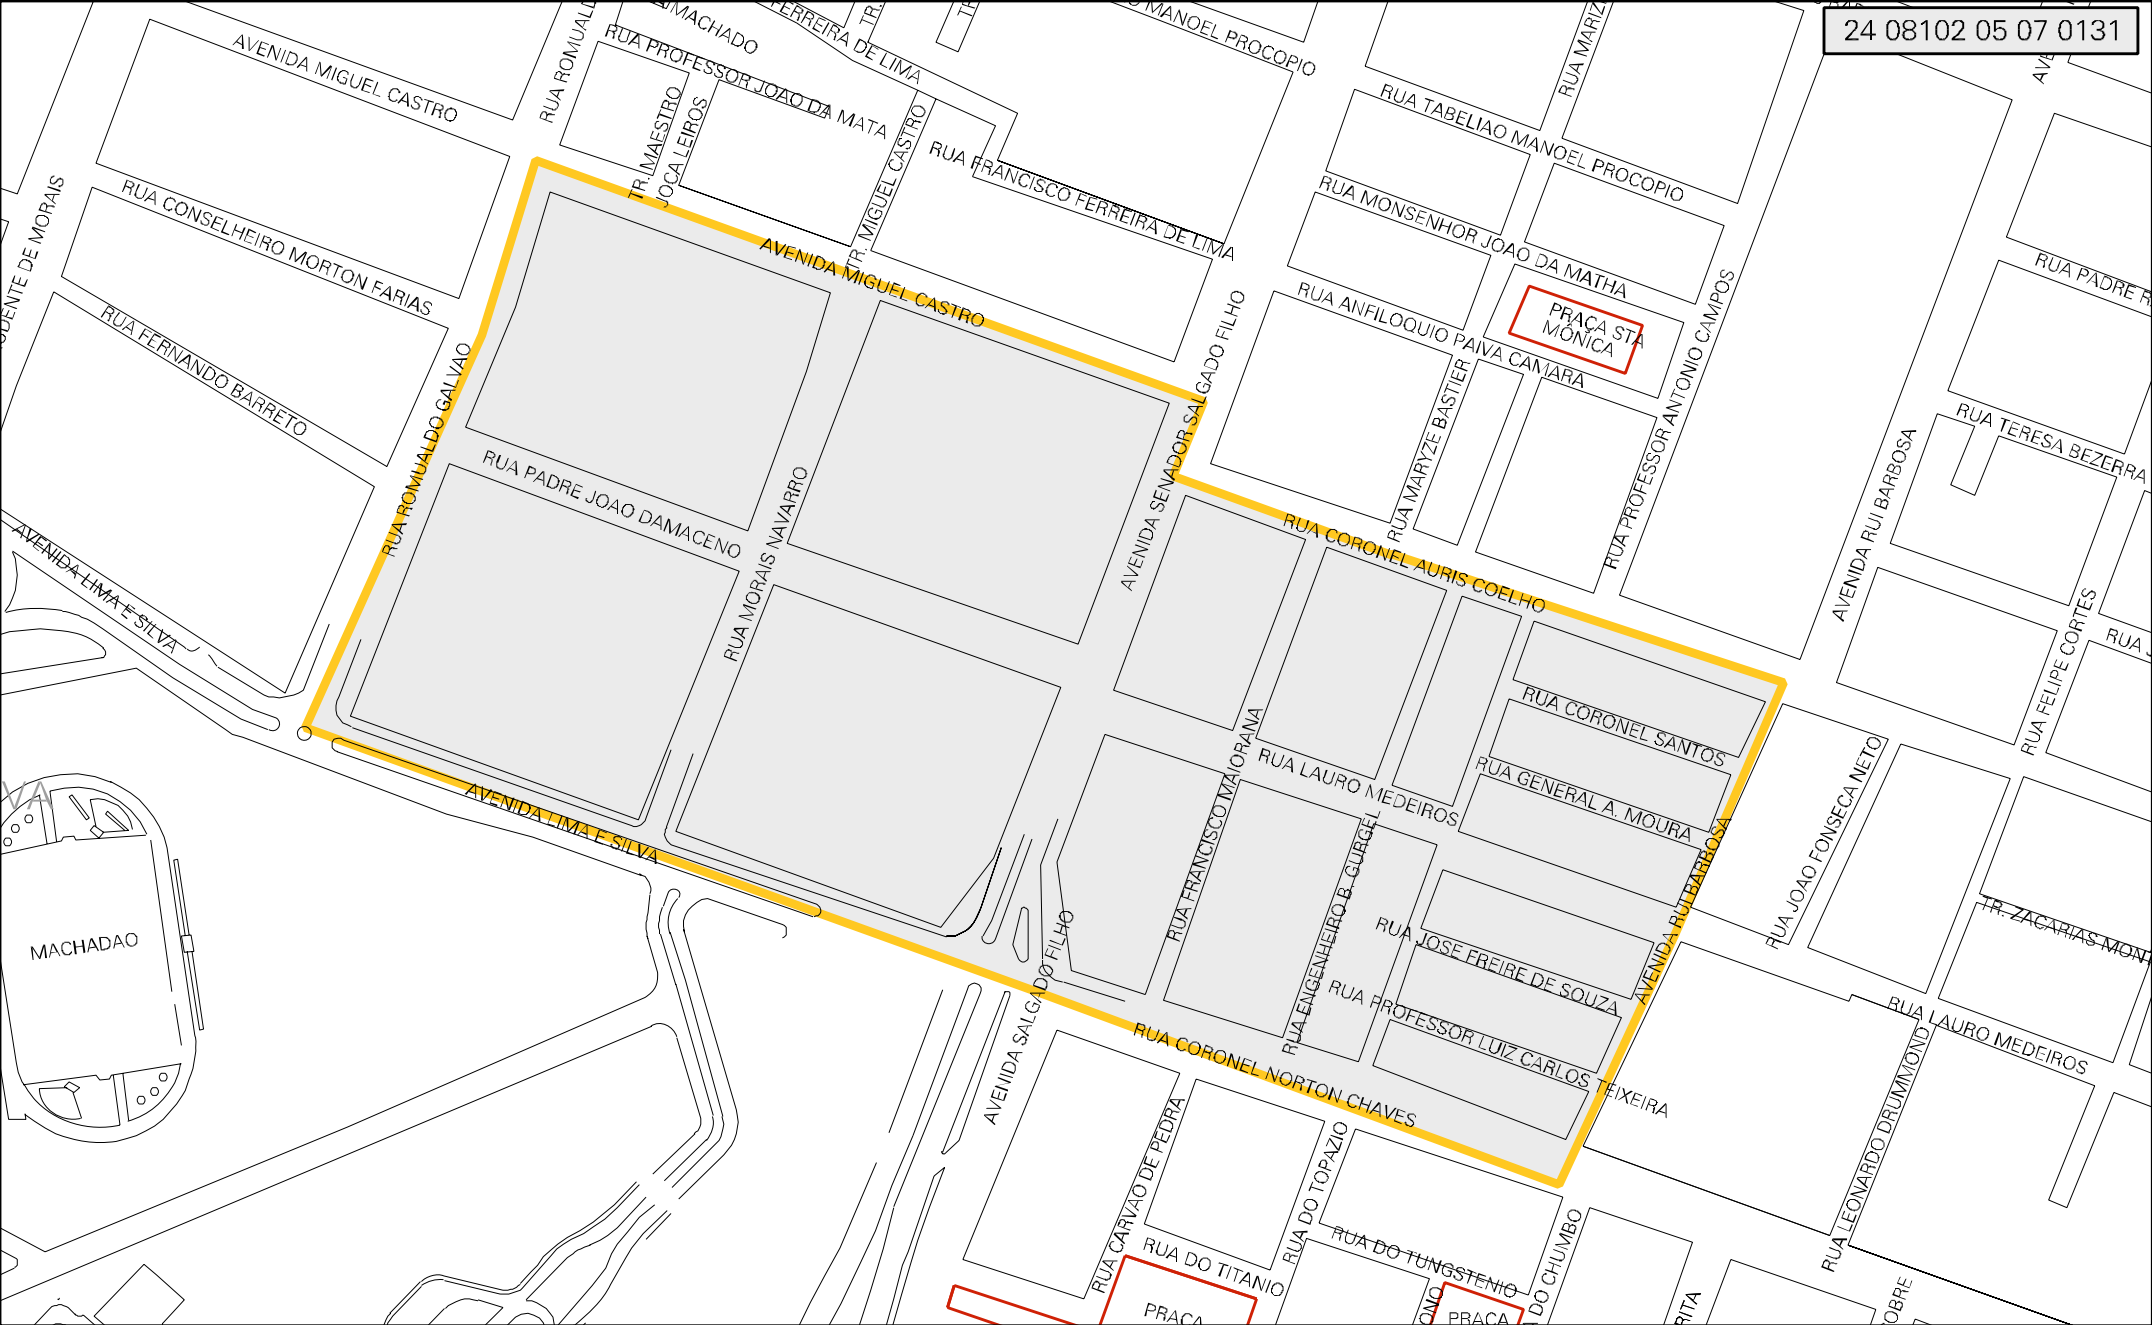 24 08102 05 07 0131
AVENIDA MIGUEL CASTRO
MACHADO
FERREIRA DE LIMA
MANOEL PROCOPIO
RUA PROFESSOR JOAO DA MATA
TR. MAESTRO
JOCA LEIROS
TR. MIGUEL CASTRO
RUA FRANCISCO FERREIRA DE LIMA
RUA TABELIAO MANOEL PROCOPIO
RUA MONSENHOR JOAO DA MATHA
RUA ANFILOQUIO PAIVA CAMARA
PRAÇA STA
MÔNICA
RUA CONSELHEIRO MORTON FARIAS
RUA FERNANDO BARRETO
DENTE DE MORAIS
AVENIDA MIGUEL CASTRO
RUA ROMUALDO GALVAO
RUA PADRE JOAO DAMACENO
RUA MORAIS NAVARRO
AVENIDA SENADOR SALGADO FILHO
RUA MARYZE BASTIER
RUA PROFESSOR ANTONIO CAMPOS
RUA CORONEL AURIS COELHO
AVENIDA RUI BARBOSA
RUA TERESA BEZERRA
RUA PADRE R
RUA FELIPE CORTES
AVENIDA LIMA E SILVA
AVENIDA LIMA E SILVA
RUA CORONEL SANTOS
RUA GENERAL A. MOURA
RUA LAURO MEDEIROS
RUA FRANCISCO MAIORANA
RUA ENGENHEIRO B. GURGEL
AVENIDA RUI BARBOSA
RUA JOAO FONSECA NETO
TR. ZACARIAS MONT
RUA JOSE FREIRE DE SOUZA
RUA PROFESSOR LUIZ CARLOS TEIXEIRA
RUA LAURO MEDEIROS
RUA LEONARDO DRUMMOND
AVENIDA SALGADO FILHO
RUA CORONEL NORTON CHAVES
VA
MACHADAO
RUA CARVAO DE PEDRA
RUA DO TOPAZIO
RUA DO TITANIO
RUA DO TUNGSTENIO
DO CHUMBO
PRAÇA
PRAÇA